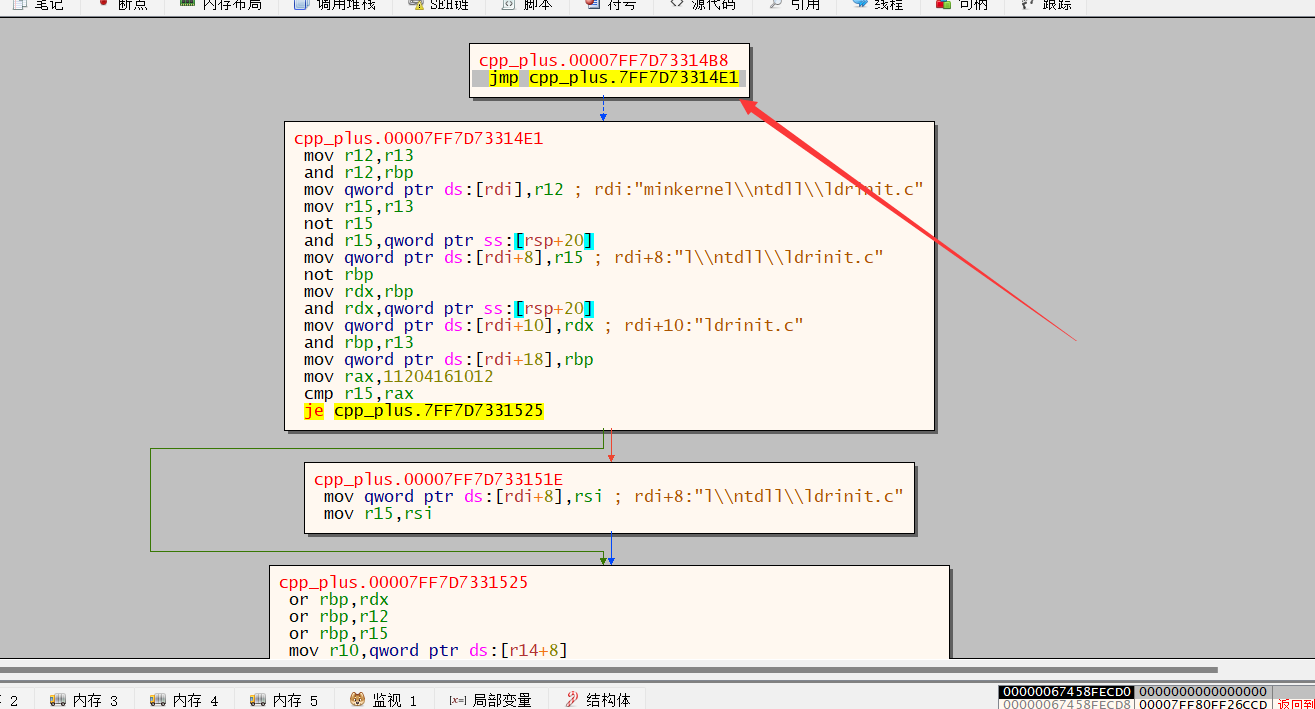 笔记 断点 内存布局 调用堆栈 SEH链 脚本 符号 源代码 引用 线程 句柄 跟踪
cpp_plus.00007FF7D73314B8
jmp cpp_plus.7FF7D73314E1
cpp_plus.00007FF7D73314E1
mov r12,r13
and r12,rbp
mov qword ptr ds:[rdi],r12 ; rdi:"minkernel\\ntdll\\ldrinit.c"
mov r15,r13
not r15
and r15,qword ptr ss:[rsp+20]
mov qword ptr ds:[rdi+8],r15 ; rdi+8:"l\\ntdll\\ldrinit.c"
not rbp
mov rdx,rbp
and rdx,qword ptr ss:[rsp+20]
mov qword ptr ds:[rdi+10],rdx ; rdi+10:"ldrinit.c"
and rbp,r13
mov qword ptr ds:[rdi+18],rbp
mov rax,11204161012
cmp r15,rax
je cpp_plus.7FF7D7331525
cpp_plus.00007FF7D733151E
mov qword ptr ds:[rdi+8],rsi ; rdi+8:"l\\ntdll\\ldrinit.c"
mov r15,rsi
cpp_plus.00007FF7D7331525
or rbp,rdx
or rbp,r12
or rbp,r15
mov r10,qword ptr ds:[r14+8]
2 内存 3 内存 4 内存 5 监视 1 [x=] 局部变量 结构体
00000067458FECD0 0000000000000000
00000067458FECD8 00007FF80FF26CCD 返回到